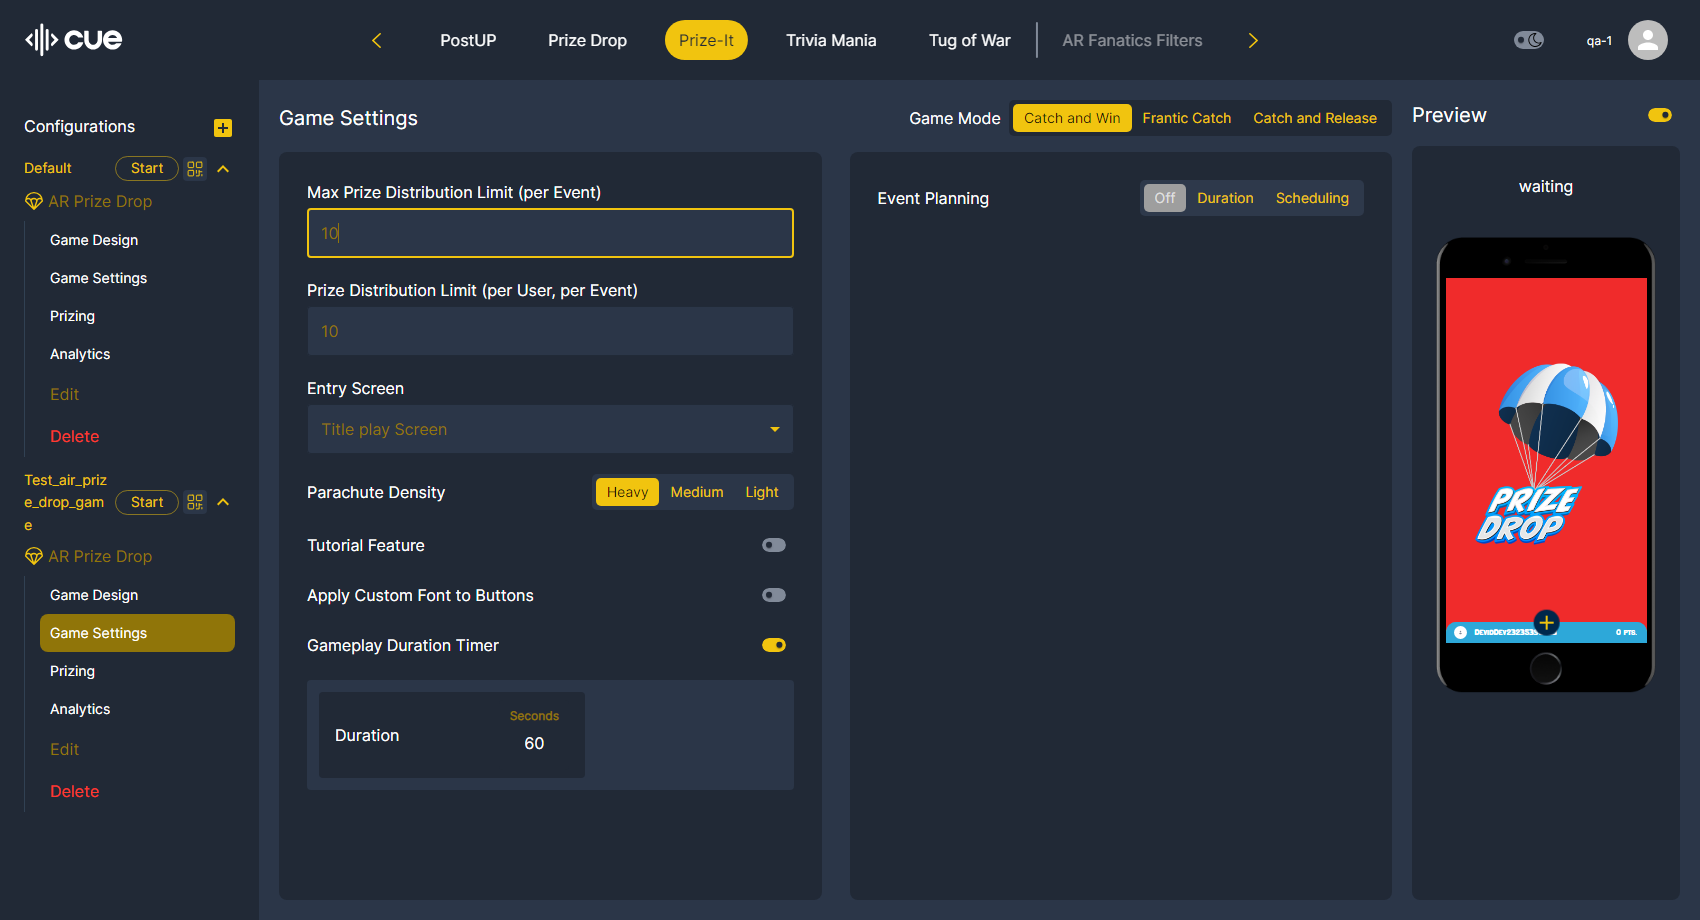 cue
PostUP
Prize Drop
Prize-It
Trivia Mania
Tug of War
AR Fanatics Filters
qa-1
Configurations
Default
Start
AR Prize Drop
Game Design
Game Settings
Prizing
Analytics
Edit
Delete
Test_air_priz
e_drop_gam
e
Start
AR Prize Drop
Game Design
Game Settings
Prizing
Analytics
Edit
Delete
Game Settings
Game Mode
Catch and Win
Frantic Catch
Catch and Release
Max Prize Distribution Limit (per Event)
10
Prize Distribution Limit (per User, per Event)
10
Entry Screen
Title play Screen
Parachute Density
Heavy
Medium
Light
Tutorial Feature
Apply Custom Font to Buttons
Gameplay Duration Timer
Duration
Seconds
60
Event Planning
Off
Duration
Scheduling
Preview
waiting
PRIZE
DROP
0 PTS.